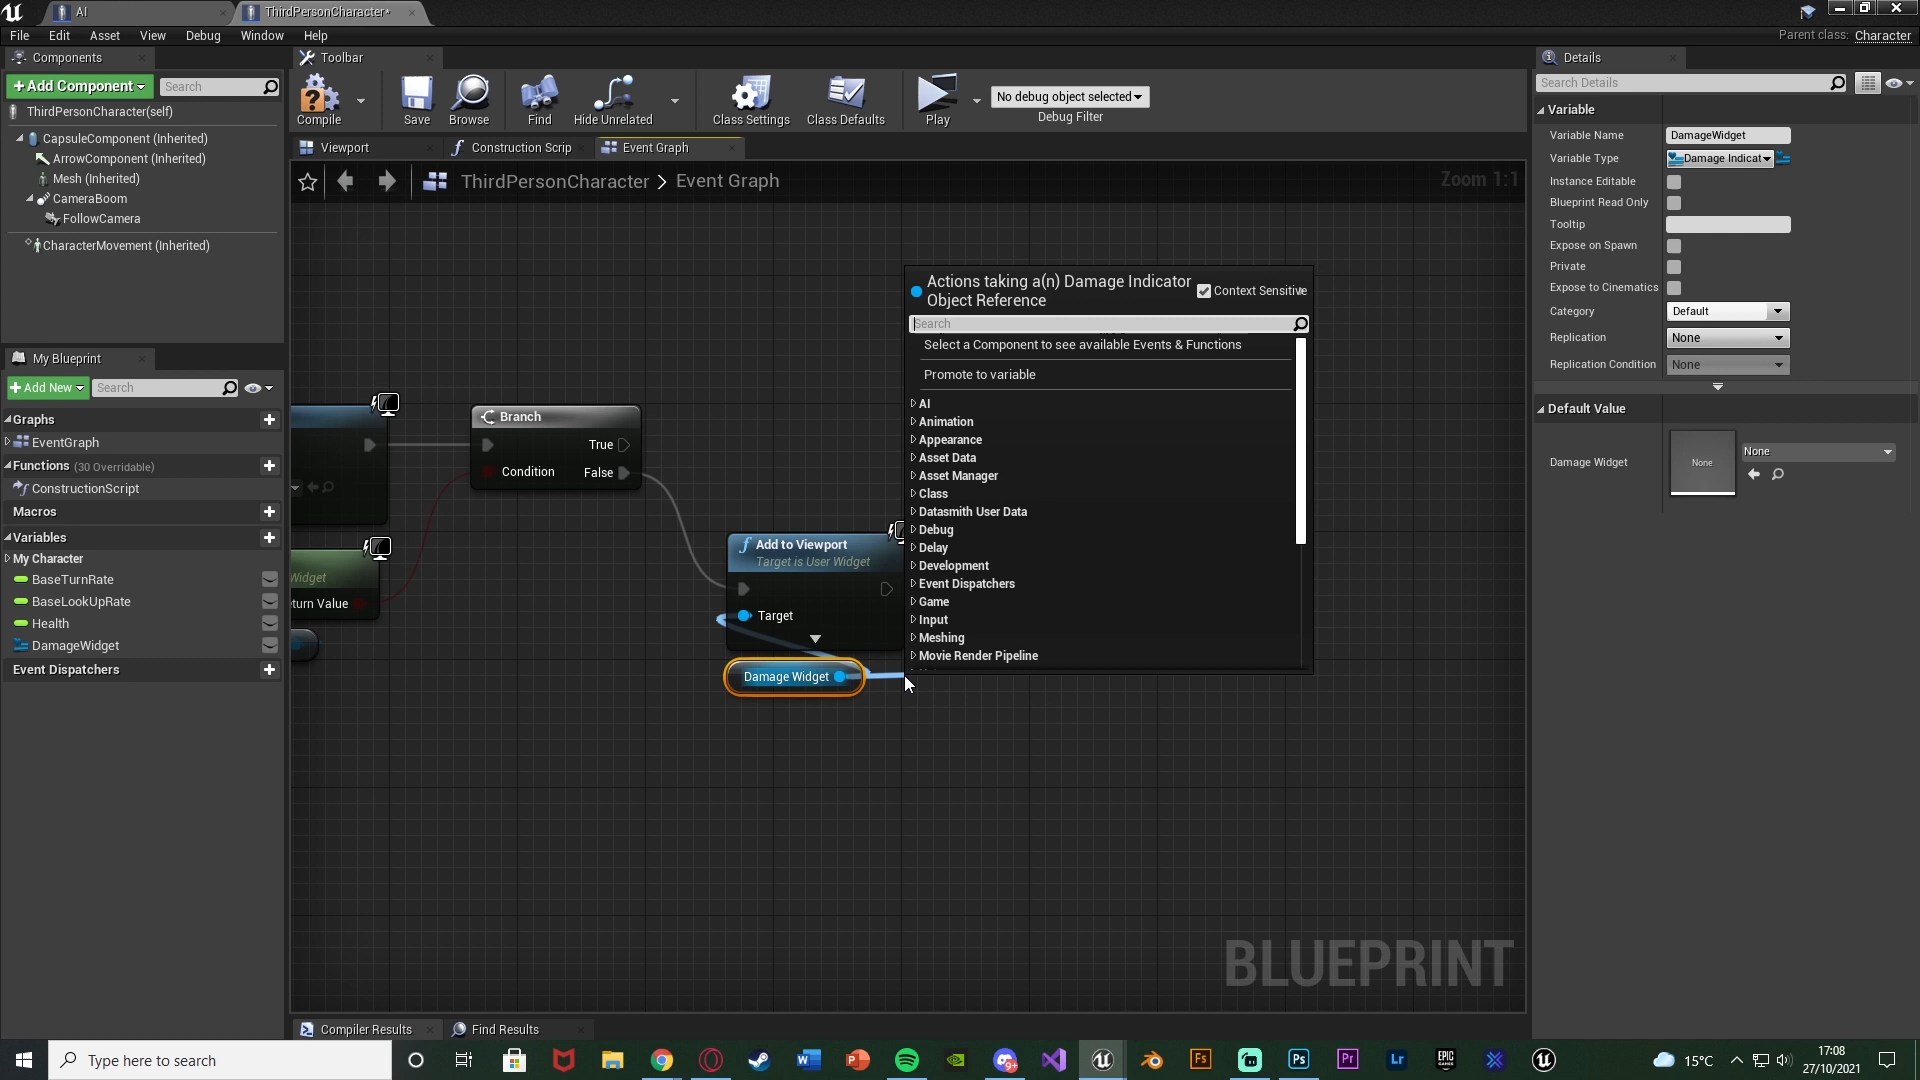 AI
ThirdPersonCharacter*
File Edit Asset View Debug Window Help
Parent class: Character
Components
+Add Component
Search
ThirdPersonCharacter(self)
CapsuleComponent (Inherited)
ArrowComponent (Inherited)
Mesh (Inherited)
CameraBoom
FollowCamera
CharacterMovement (Inherited)
Toolbar
Compile
Save
Browse
Find
Hide Unrelated
Class Settings
Class Defaults
Play
No debug object selected
Debug Filter
Viewport
Construction Scrip
Event Graph
ThirdPersonCharacter > Event Graph
Zoom 1:1
My Blueprint
+Add New
Search
Graphs
EventGraph
Functions (30 Overridable)
ConstructionScript
Macros
Variables
My Character
BaseTurnRate
BaseLookUpRate
Health
DamageWidget
Event Dispatchers
Branch
True
Condition
False
Widget
turn Value
Add to Viewport
Target is User Widget
Target
Damage Widget
Actions taking a(n) Damage Indicator
Object Reference
Context Sensitive
Search
Select a Component to see available Events & Functions
Promote to variable
AI
Animation
Appearance
Asset Data
Asset Manager
Class
Datasmith User Data
Debug
Delay
Development
Event Dispatchers
Game
Input
Meshing
Movie Render Pipeline
BLUEPRINT
Compiler Results
Find Results
Details
Search Details
Variable
Variable Name DamageWidget
Variable Type Damage Indicat
Instance Editable
Blueprint Read Only
Tooltip
Expose on Spawn
Private
Expose to Cinematics
Category Default
Replication None
Replication Condition None
Default Value
Damage Widget
None
None
Type here to search
15°C
17:08
27/10/2021